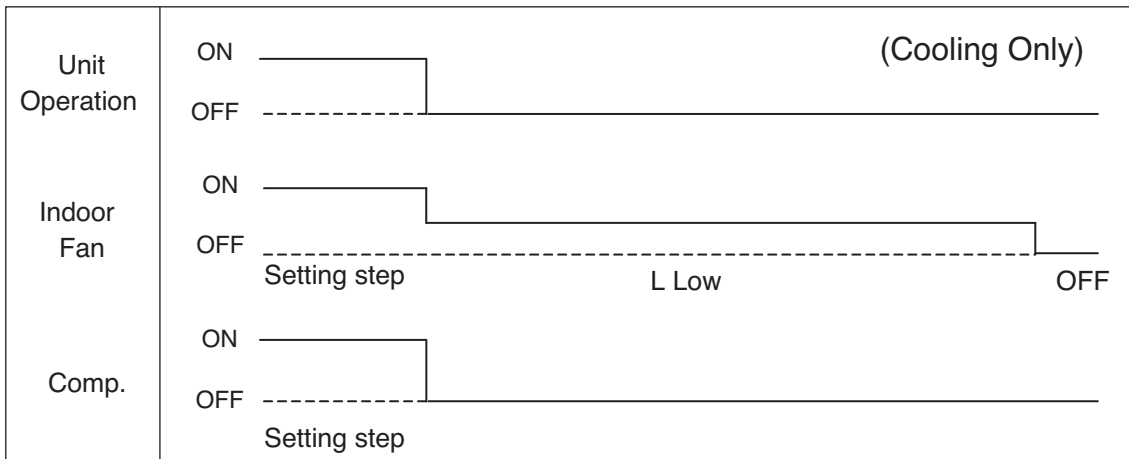 (Cooling Only)
Unit
Operation
ON
OFF
Indoor
Fan
ON
OFF
Setting step
L Low
OFF
Comp.
ON
OFF
Setting step